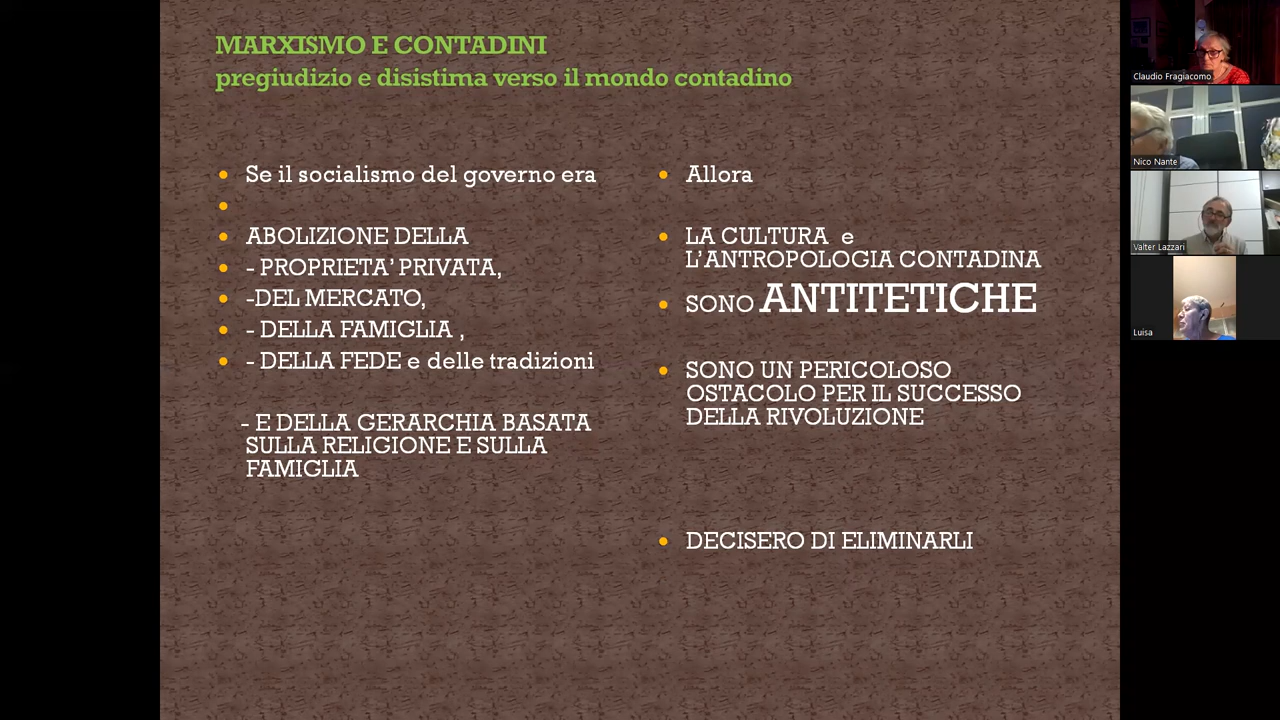 MARXISMO E CONTADINI
pregiudizio e disistima verso il mondo contadino
Se il socialismo del governo era
ABOLIZIONE DELLA
- PROPRIETA' PRIVATA,
-DEL MERCATO,
- DELLA FAMIGLIA ,
- DELLA FEDE e delle tradizioni
- E DELLA GERARCHIA BASATA
SULLA RELIGIONE E SULLA
FAMIGLIA
Allora
LA CULTURA e
L'ANTROPOLOGIA CONTADINA
SONO ANTITETICHE
SONO UN PERICOLOSO
OSTACOLO PER IL SUCCESSO
DELLA RIVOLUZIONE
DECISERO DI ELIMINARLI
Claudio Fragiacomo
Nico Nante
Valter Lazzari
Luisa